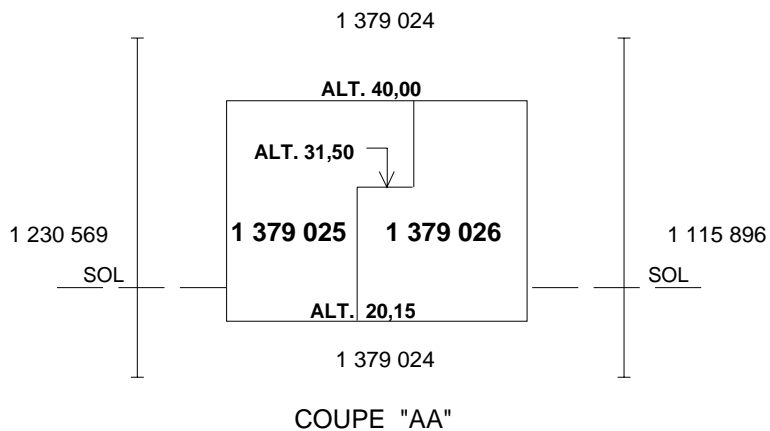 1 379 024
ALT. 40,00
ALT. 31,50
1 230 569
1 379 025
1 379 026
1 115 896
SOL
SOL
ALT. 20,15
1 379 024
COUPE "AA"